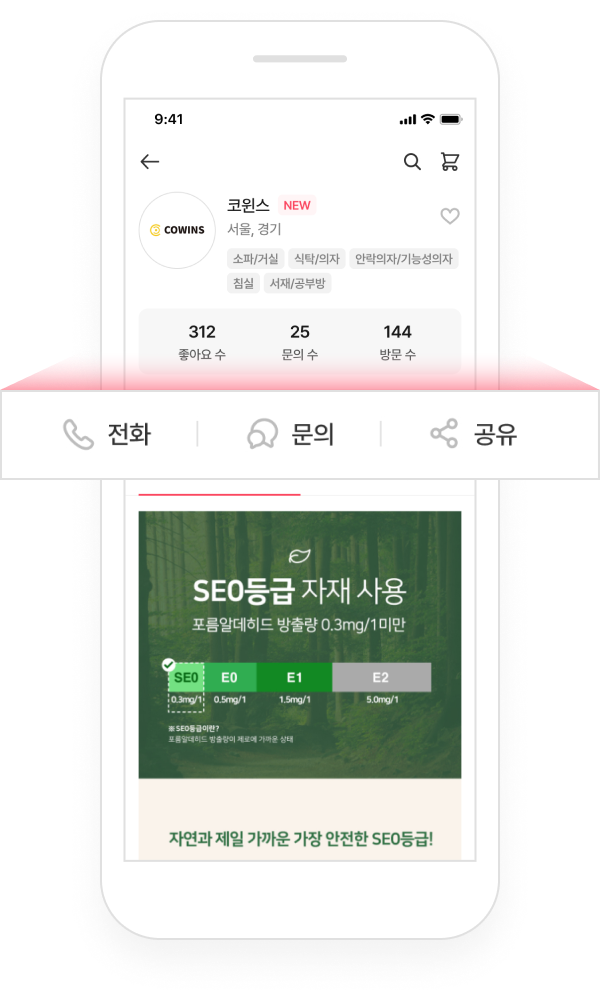 9:41
코윈스 NEW
COWINS
서울, 경기
소파/거실 식탁/의자 안락의자/기능성의자
침실 서재/공부방
312 25 144
좋아요 수 문의 수 방문 수
전화 문의 공유
SE0등급 자재 사용
포름알데히드 방출량 0.3mg/1미만
SE0 E0 E1 E2
0.3mg/1 0.5mg/1 1.5mg/1 5.0mg/1
※ SE0등급이란?
포름알데히드 방출량이 제로에 가까운 상태
자연과 제일 가까운 가장 안전한 SE0등급!